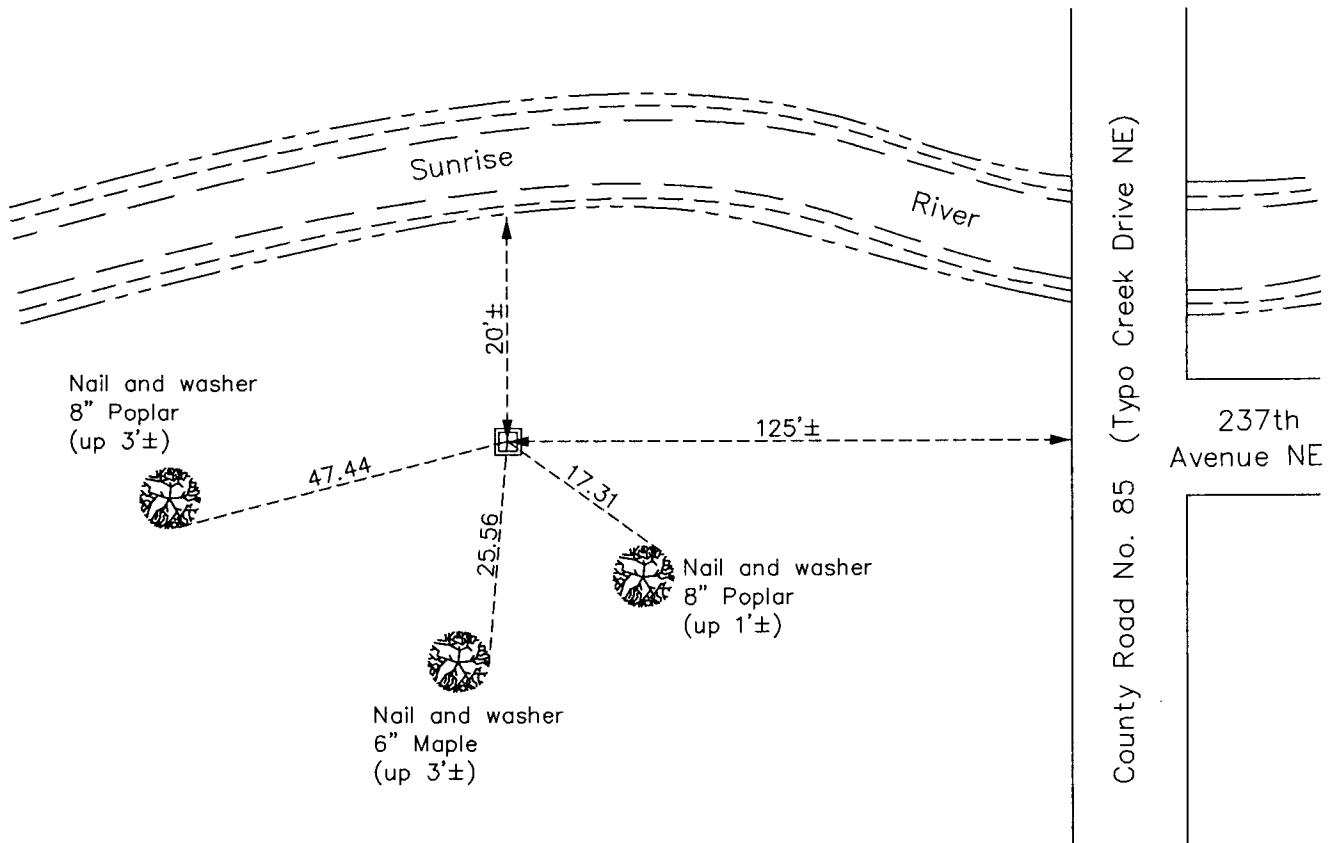 Sunrise
River
20'±
Nail and washer
8" Poplar
(up 3'±)
125'±
237th
Avenue NE
47.44
17.31
25.56
Nail and washer
8" Poplar
(up 1'±)
Nail and washer
6" Maple
(up 3'±)
County Road No. 85 (Typo Creek Drive NE)